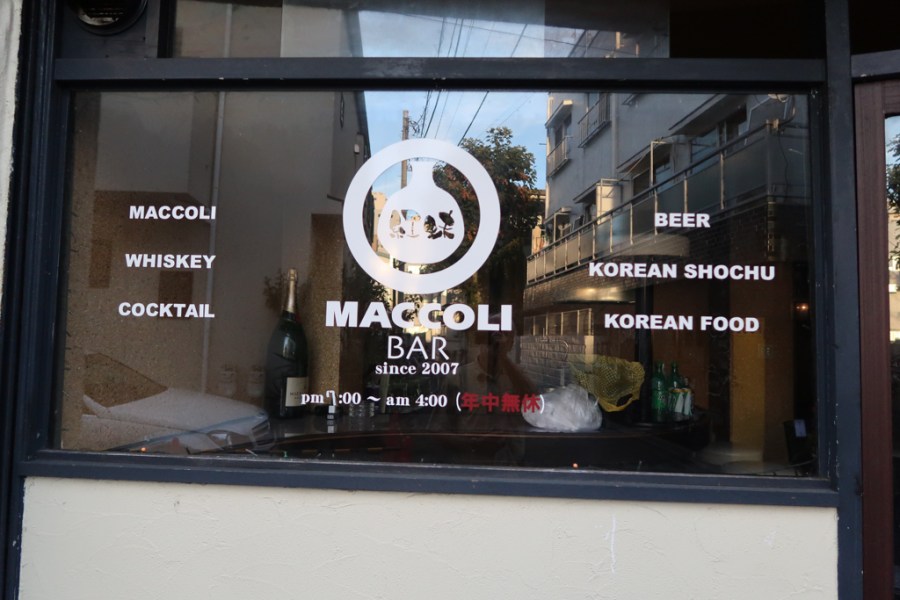 MACCOLI
WHISKEY
COCKTAIL
MACCOLI
BAR
since 2007
pm 7:00 ～ am 4:00 (年中無休)
BEER
KOREAN SHOCHU
KOREAN FOOD